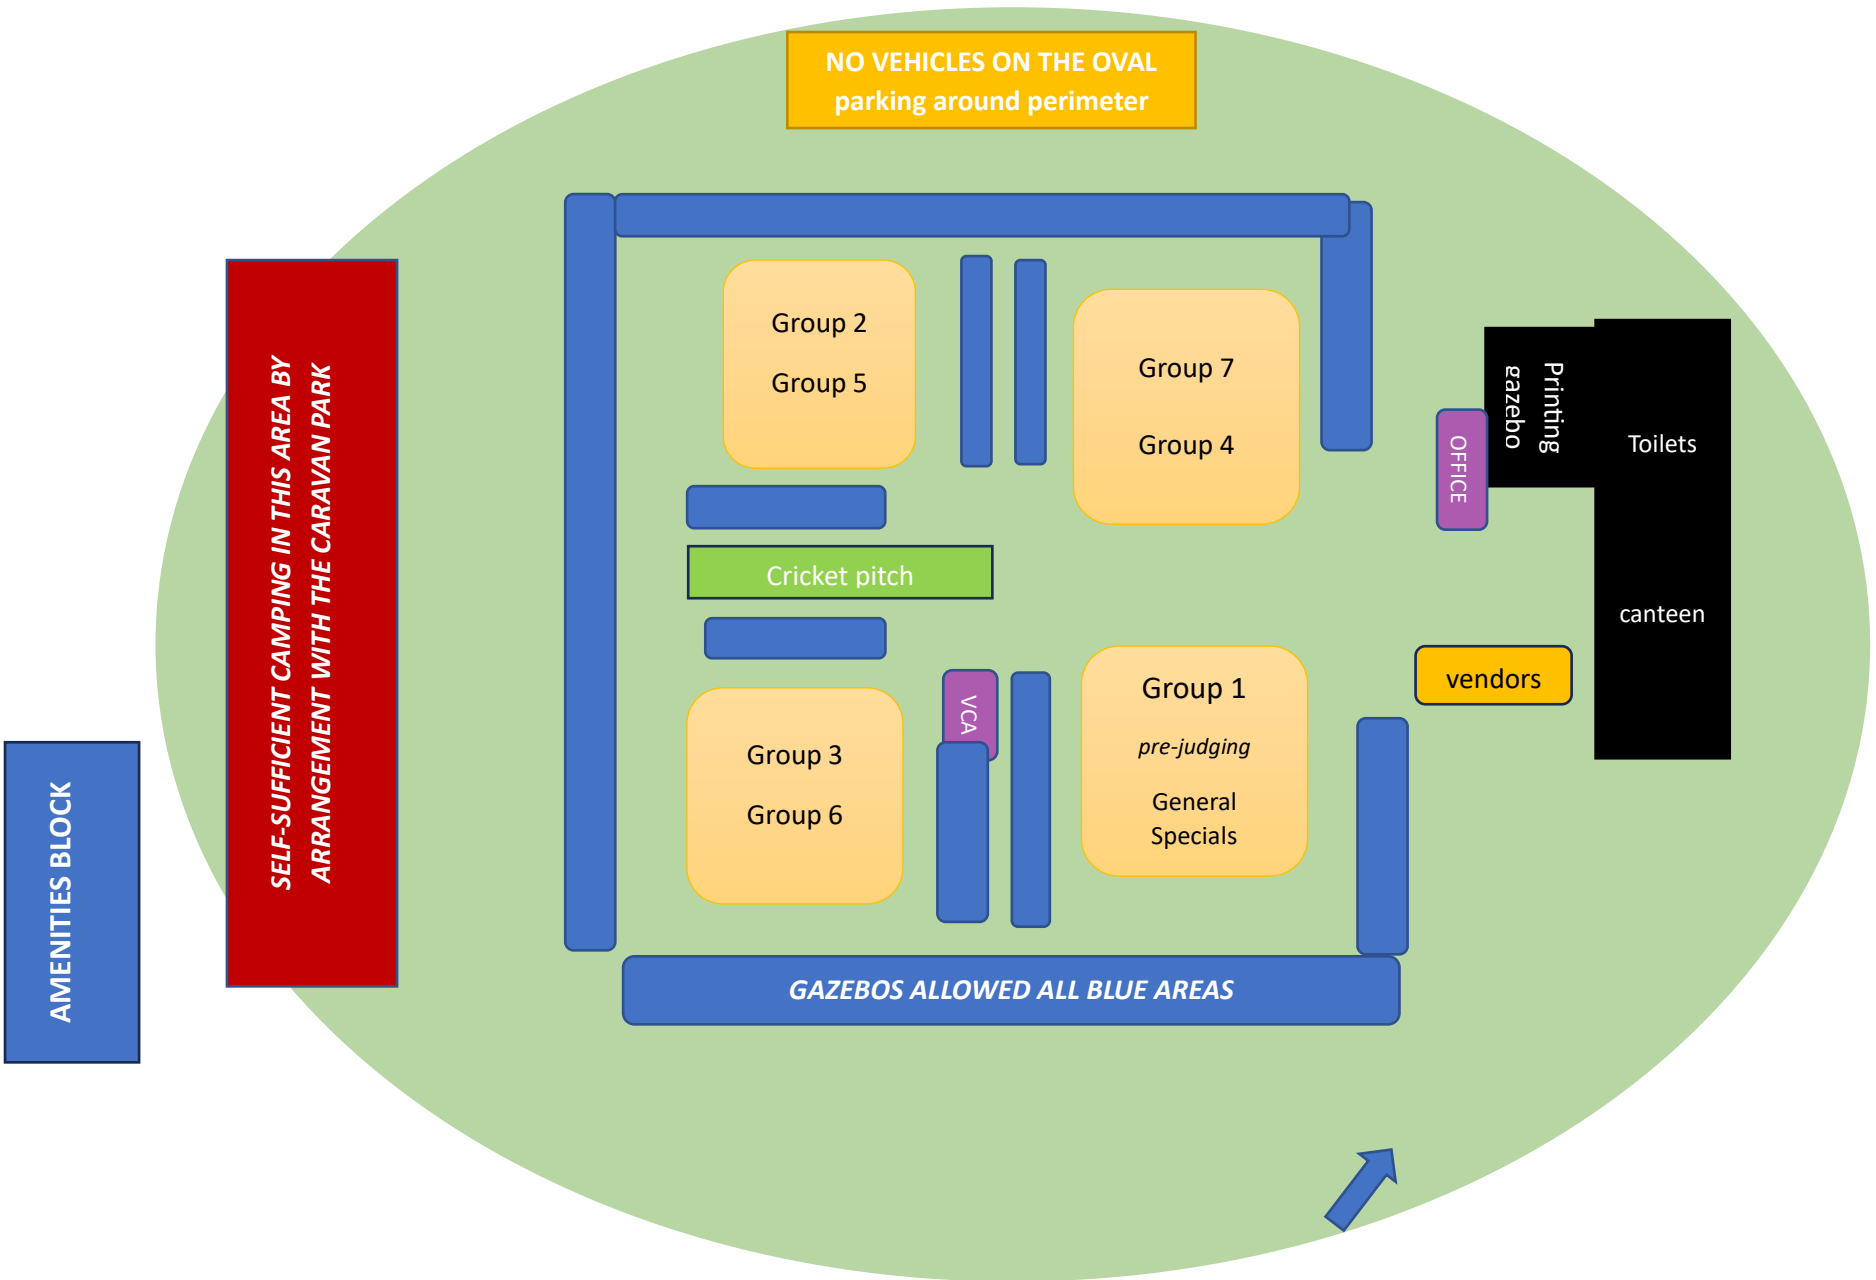 NO VEHICLES ON THE OVAL
parking around perimeter
Group 2
Group 5
Group 7
Group 4
Printing
gazebo
OFFICE
Toilets
canteen
SELF-SUFFICIENT CAMPING IN THIS AREA BY
ARRANGEMENT WITH THE CARAVAN PARK
Cricket pitch
vendors
VCA
Group 3
Group 6
Group 1
pre-judging
General
Specials
AMENITIES BLOCK
GAZEBOS ALLOWED ALL BLUE AREAS